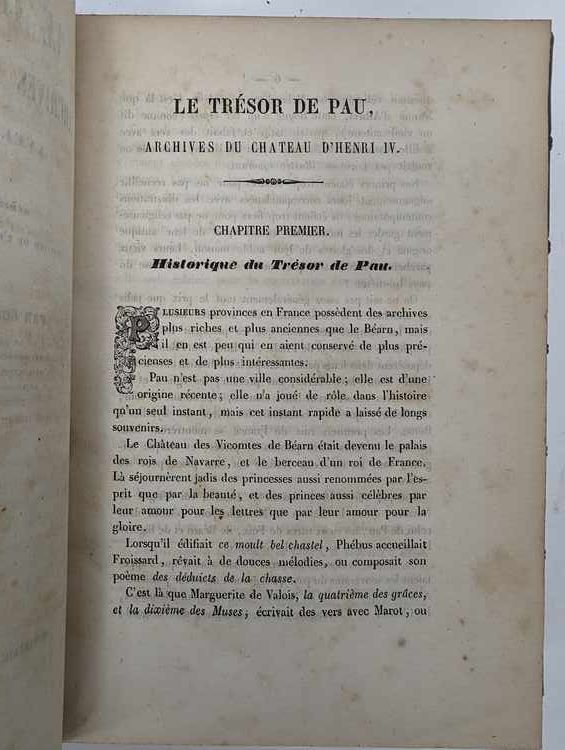 LE TRÉSOR DE PAU,
ARCHIVES DU CHATEAU D'HENRI IV.
CHAPITRE PREMIER.
Historique du Trésor de Pau.
PLUSIEURS provinces en France possèdent des archives
plus riches et plus anciennes que le Béarn, mais
il en est peu qui en aient conservé de plus pré-
cieuses et de plus intéressantes.
Pau n'est pas une ville considérable; elle est d'une
origine récente; elle n'a joué de rôle dans l'histoire
qu'un seul instant, mais cet instant rapide a laissé de longs
souvenirs.
Le Château des Vicomtes de Béarn était devenu le palais
des rois de Navarre, et le berceau d'un roi de France.
Là séjournèrent jadis des princesses aussi renommées par l'es-
prit que par la beauté, et des princes aussi célèbres par
leur amour pour les lettres que par leur amour pour la
gloire.
Lorsqu'il édifiait ce moult bel chastel, Phébus accueillait
Froissard, rêvait à de douces mélodies, ou composait son
poème des déduicts de la chasse.
C'est là que Marguerite de Valois, la quatrième des grâces,
et la dixième des Muses, écrivait des vers avec Marot, ou